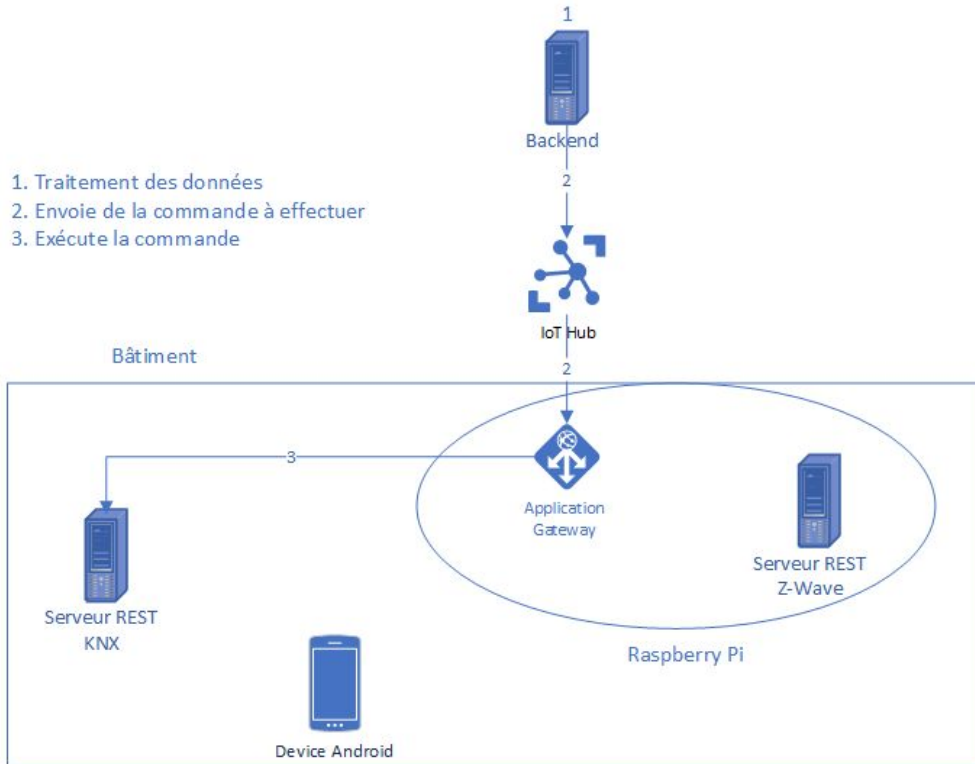 1
Backend
2
1. Traitement des données
2. Envoie de la commande à effectuer
3. Exécute la commande
IoT Hub
Bâtiment
2
3
Application
Gateway
Serveur REST
Z-Wave
Serveur REST
KNX
Raspberry Pi
Device Android